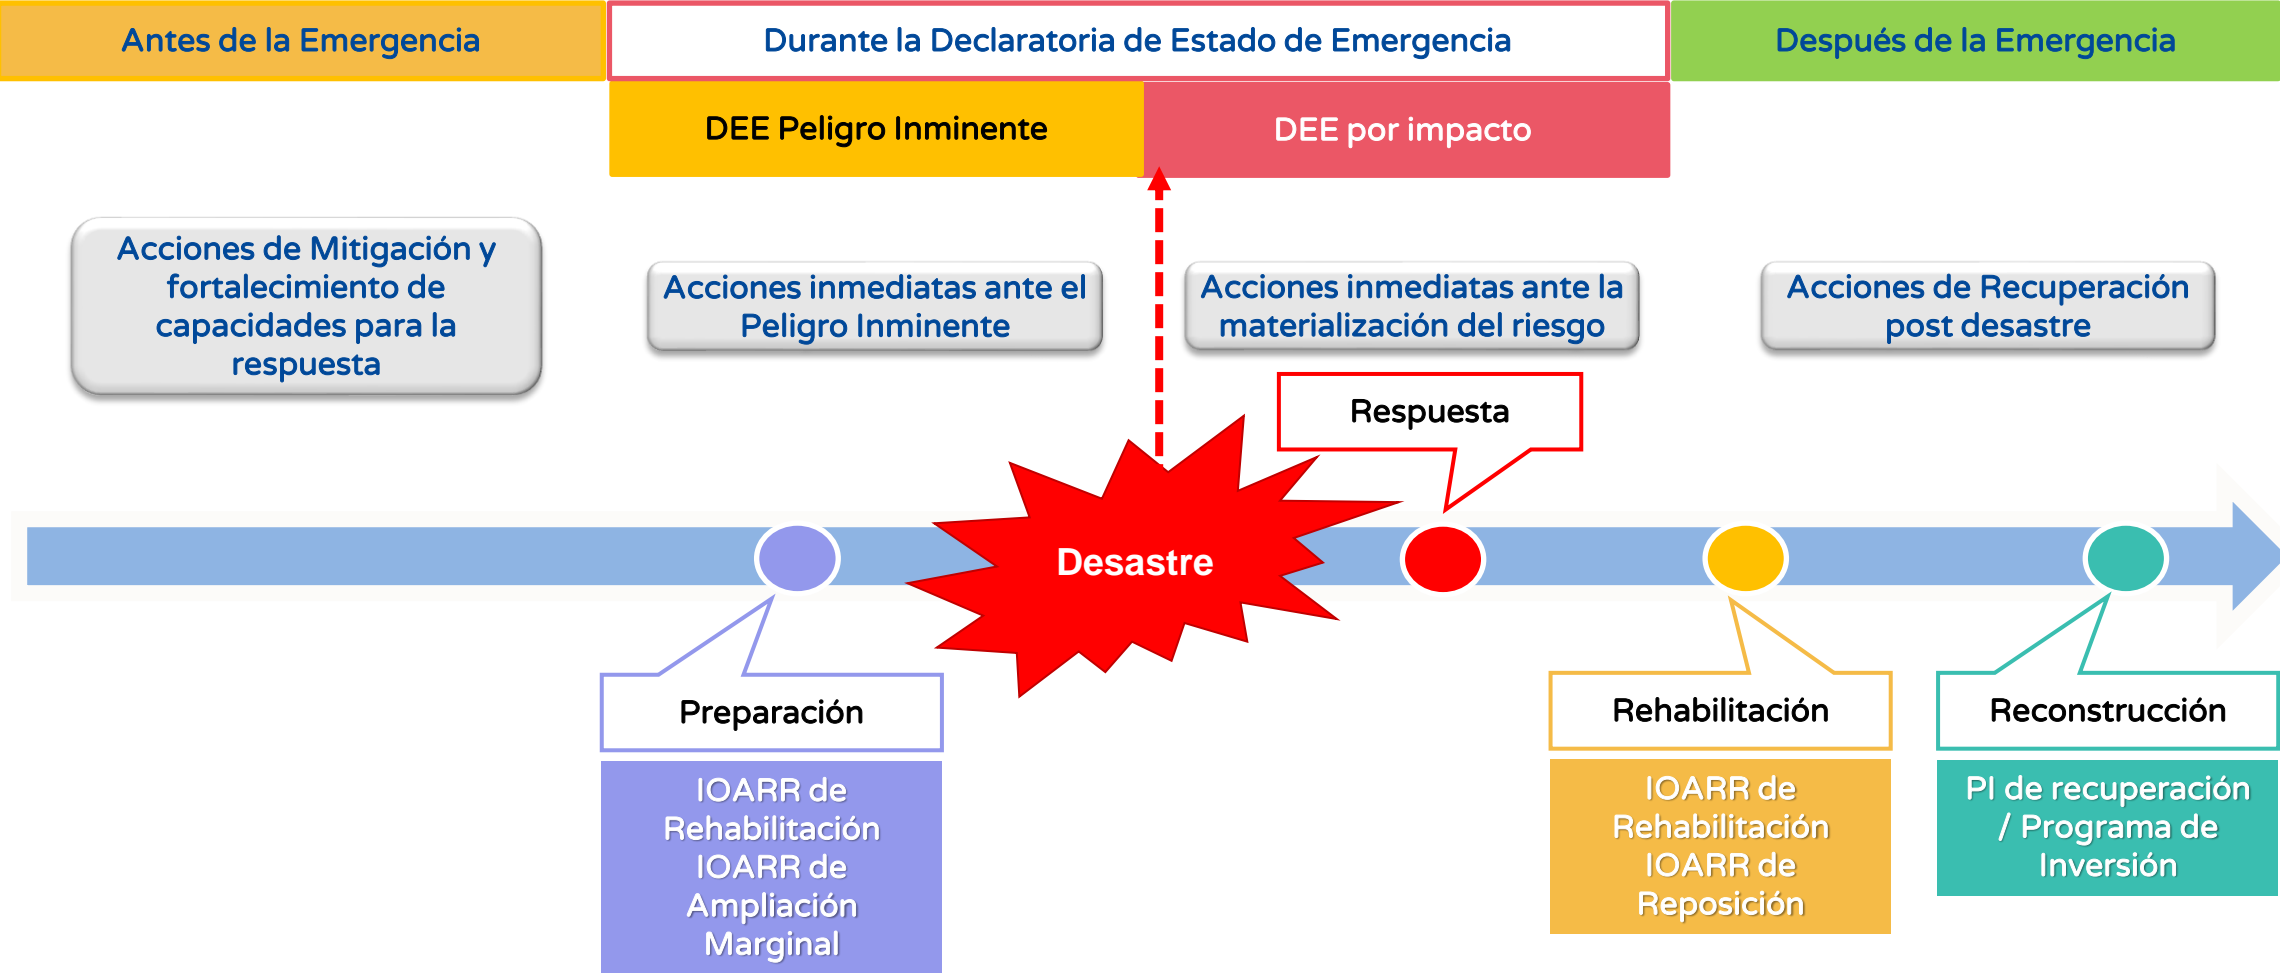 Antes de la Emergencia
Durante la Declaratoria de Estado de Emergencia
Después de la Emergencia
DEE Peligro Inminente
DEE por impacto
Acciones de Mitigación y
fortalecimiento de
capacidades para la
respuesta
Acciones inmediatas ante el
Peligro Inminente
Acciones inmediatas ante la
materialización del riesgo
Acciones de Recuperación
post desastre
Respuesta
Desastre
Preparación
IOARR de
Rehabilitación
IOARR de
Ampliación
Marginal
Rehabilitación
IOARR de
Rehabilitación
IOARR de
Reposición
Reconstrucción
PI de recuperación
/ Programa de
Inversión